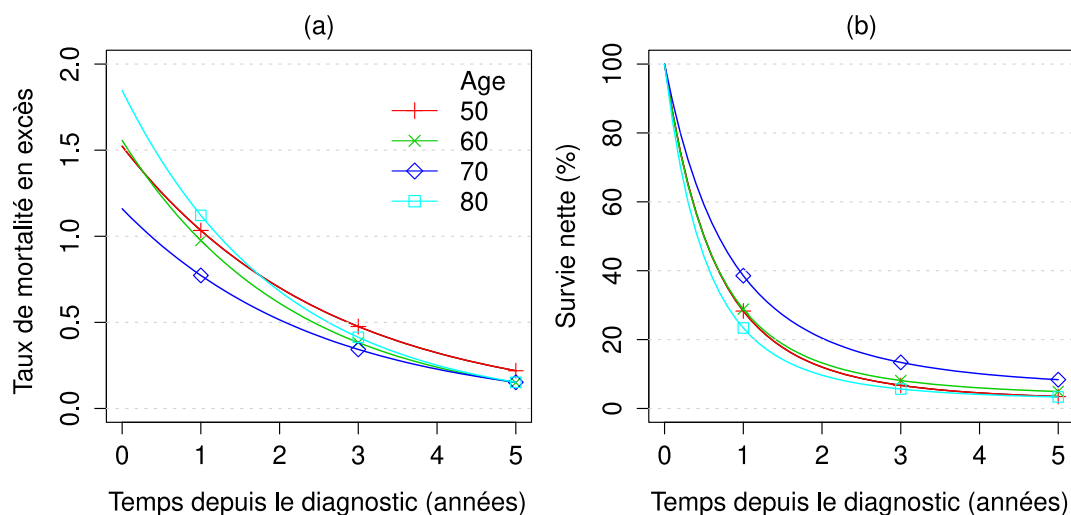 (a)
Taux de mortalité en excès
2.0
1.5
1.0
0.5
0.0
Age
50
60
70
80
0 1 2 3 4 5
Temps depuis le diagnostic (années)
(b)
Survie nette (%)
100
80
60
40
20
0
0 1 2 3 4 5
Temps depuis le diagnostic (années)